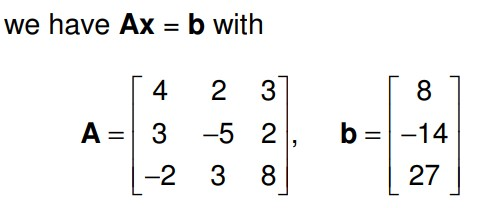 we have Ax = b with
4 2 3 8
A = 3 −5 2 , b = −14
−2 3 8 27